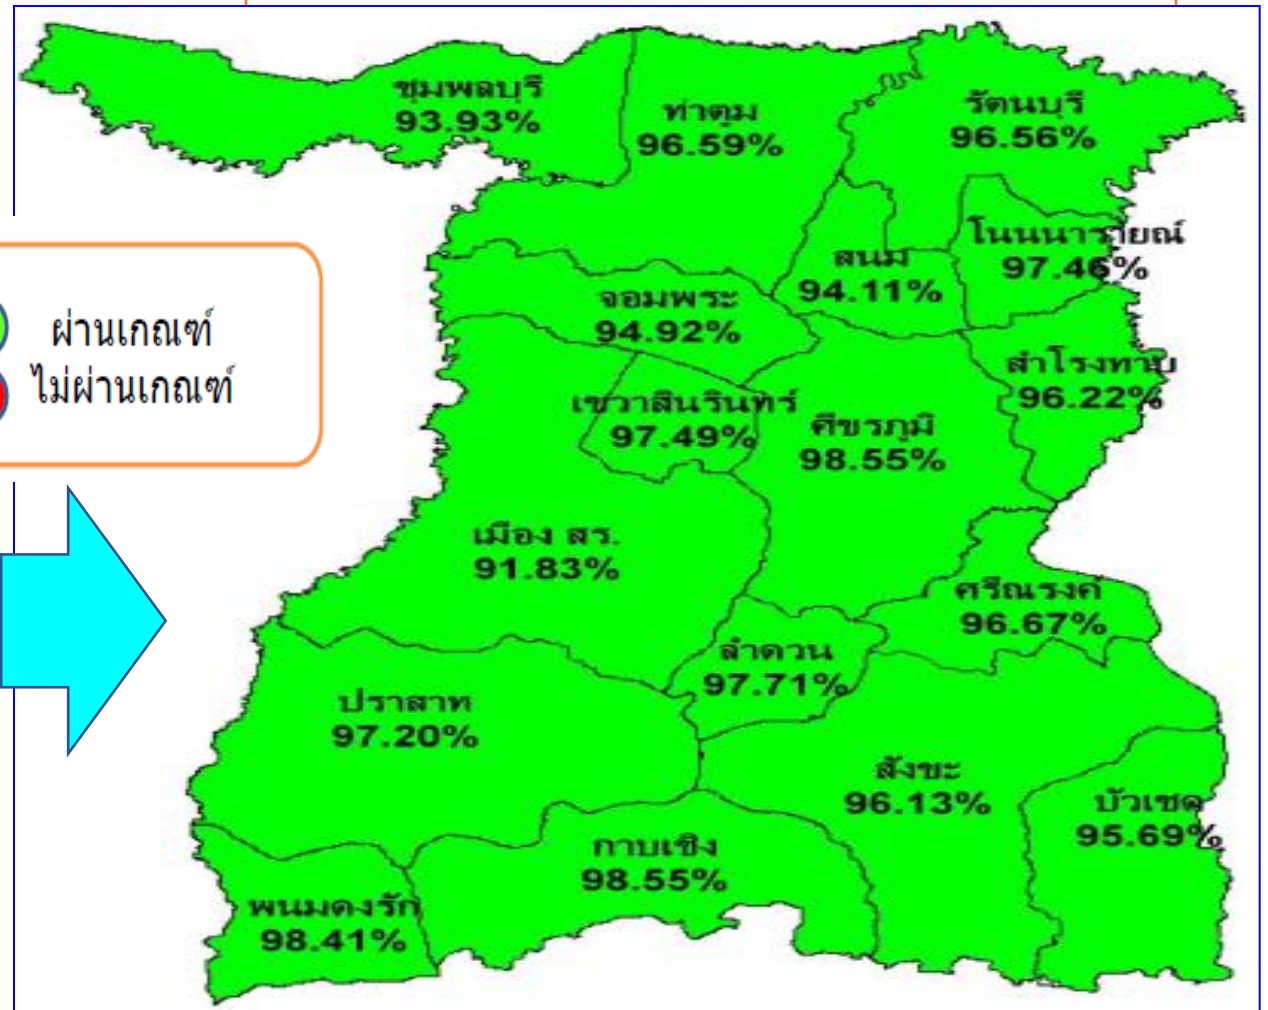 ชุมพลบุรี
93.93%
ท่าตูม
96.59%
รัตนบุรี
96.56%
โนนนารายณ์
97.46%
สนม
94.11%
จอมพระ
94.92%
ผ่านเกณฑ์
ไม่ผ่านเกณฑ์
สำโรงทาบ
96.22%
เขวาสินรินทร์
97.49%
ศีขรภูมิ
98.55%
เมือง สร.
91.83%
ศรีณรงค์
96.67%
ลำดวน
97.71%
ปราสาท
97.20%
สังขะ
96.13%
บัวเชด
95.69%
กาบเชิง
98.55%
พนมดงรัก
98.41%